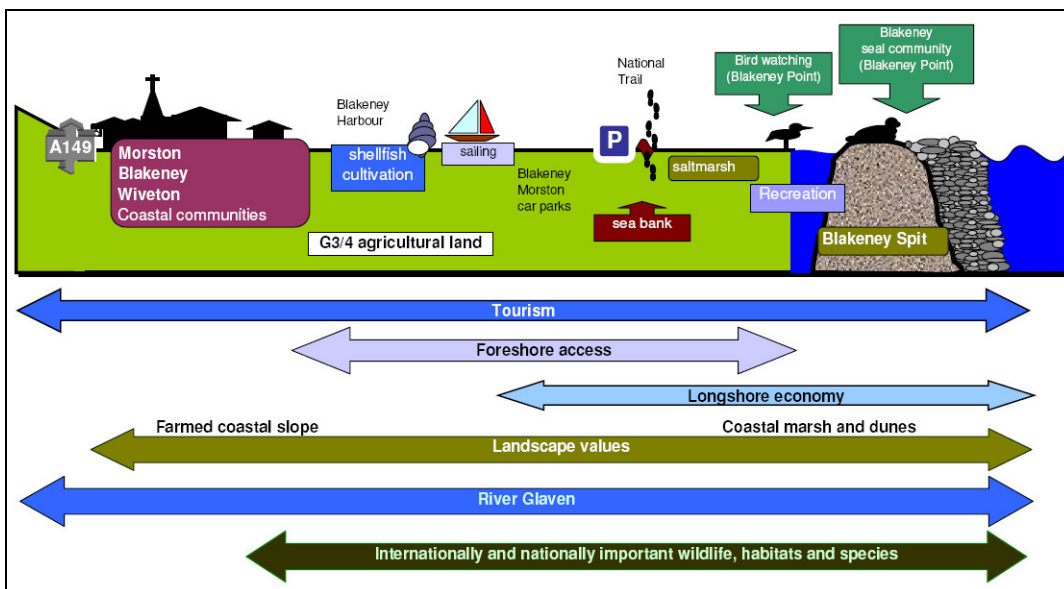 Blakeney
seal community
(Blakeney Point)
Bird watching
(Blakeney Point)
National
Trail
Blakeney
Harbour
A149
P
Morston
Blakeney
Wiveton
Coastal communities
shellfish
cultivation
sailing
Blakeney
Morston
car parks
saltmarsh
Recreation
sea bank
Blakeney Spit
G3/4 agricultural land
Tourism
Foreshore access
Longshore economy
Farmed coastal slope
Coastal marsh and dunes
Landscape values
River Glaven
Internationally and nationally important wildlife, habitats and species